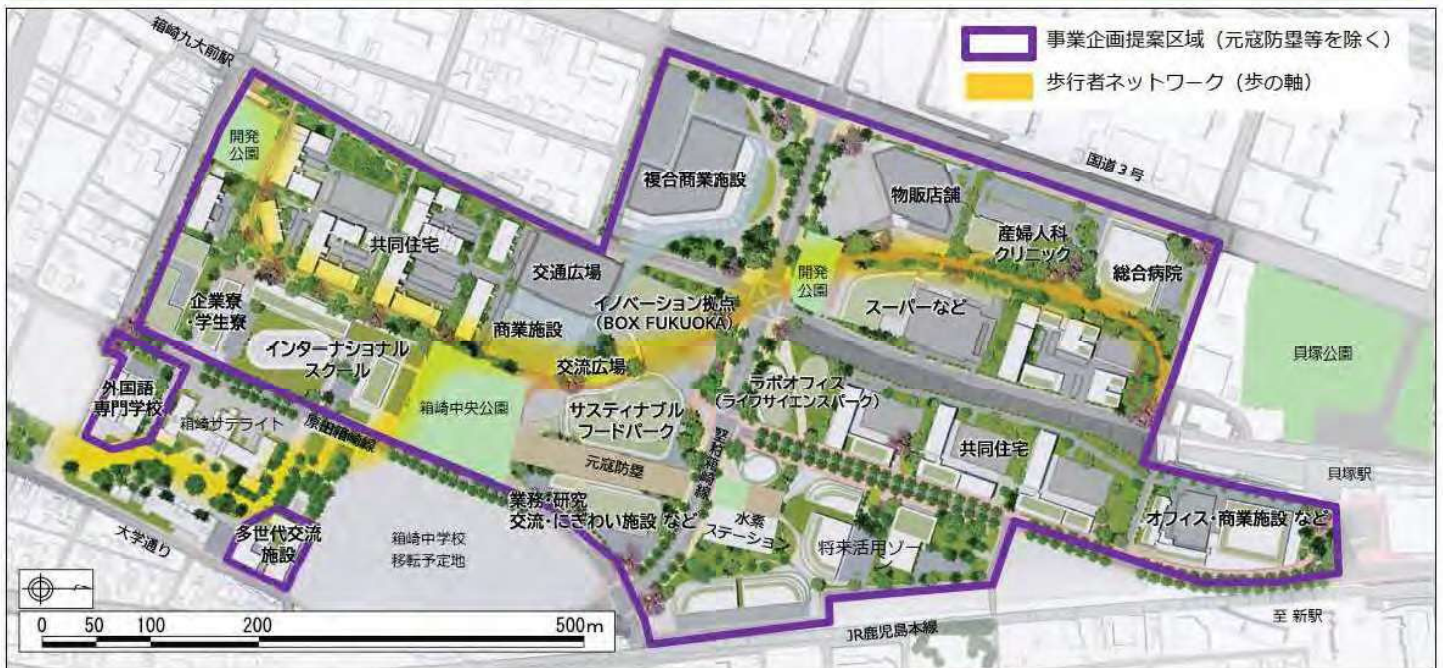 事業企画提案区域（元寇防塁等を除く）
歩行者ネットワーク（歩の軸）
箱崎九大前駅
国道3号
開発
公園
複合商業施設
物販店舗
産婦人科
クリニック
総合病院
共同住宅
交通広場
開発
公園
イノベーション拠点
（BOX FUKUOKA）
スーパーなど
貝塚公園
企業寮
・学生寮
商業施設
インターナショナル
スクール
交流広場
ラボオフィス
（ライフサイエンスパーク）
外国語
専門学校
箱崎サテライト
原田箱崎線
箱崎中央公園
サスティナブル
フードパーク
堅粕箱崎線
共同住宅
元寇防塁
貝塚駅
業務・研究
交流・にぎわい施設 など
水素
ステーション
オフィス・商業施設 など
大学通り
多世代交流
施設
箱崎中学校
移転予定地
将来活用ゾー
ン
至 新駅
JR鹿児島本線
0 50 100 200 500m